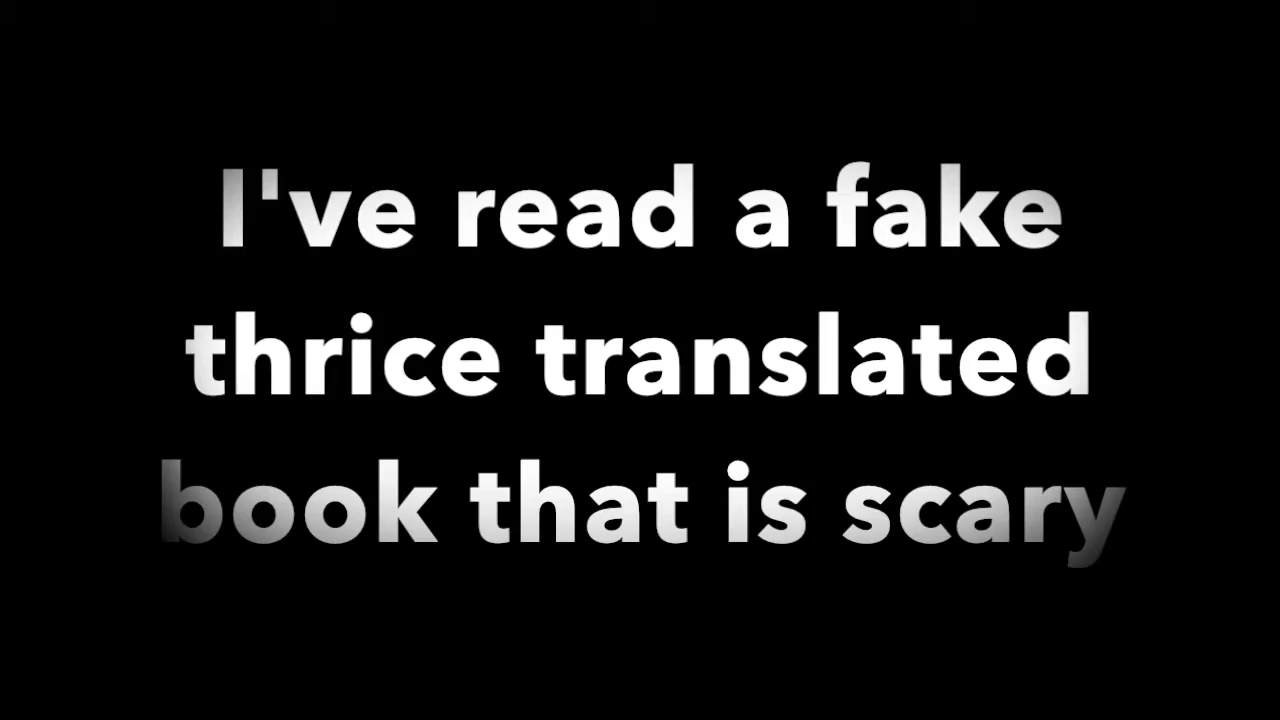 I've read a fake
thrice translated
book that is scary